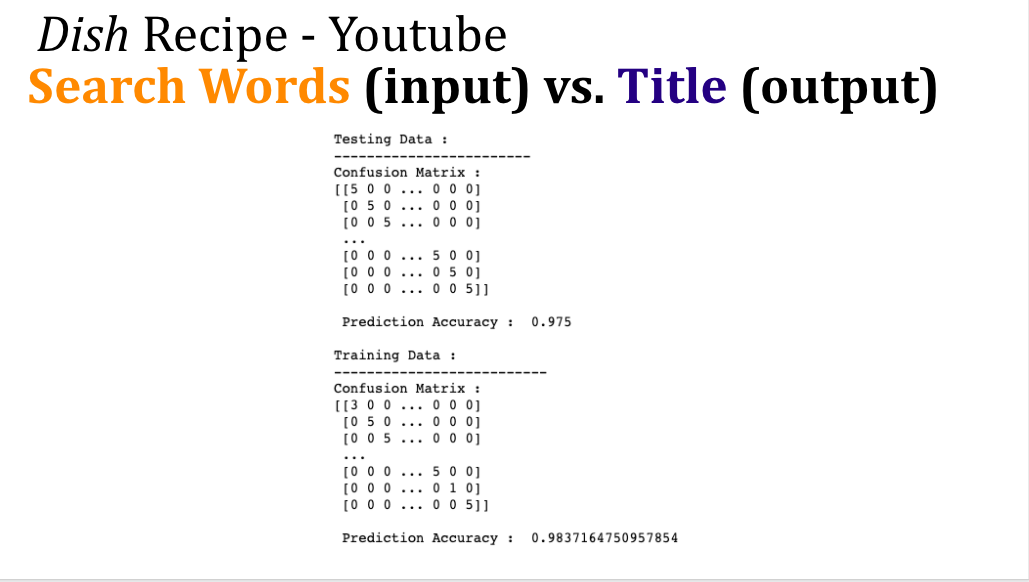 Dish Recipe - Youtube
Search Words (input) vs. Title (output)
Testing Data :
------------------------
Confusion Matrix :
[[5 0 0 ... 0 0 0]
 [0 5 0 ... 0 0 0]
 [0 0 5 ... 0 0 0]
 ...
 [0 0 0 ... 5 0 0]
 [0 0 0 ... 0 5 0]
 [0 0 0 ... 0 0 5]]
 Prediction Accuracy :  0.975
Training Data :
--------------------------
Confusion Matrix :
[[3 0 0 ... 0 0 0]
 [0 5 0 ... 0 0 0]
 [0 0 5 ... 0 0 0]
 ...
 [0 0 0 ... 5 0 0]
 [0 0 0 ... 0 1 0]
 [0 0 0 ... 0 0 5]]
 Prediction Accuracy :  0.9837164750957854